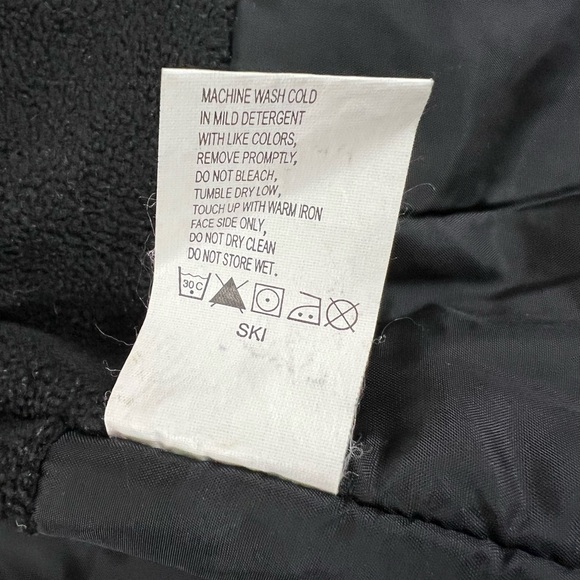 MACHINE WASH COLD
IN MILD DETERGENT
WITH LIKE COLORS,
REMOVE PROMPTLY,
DO NOT BLEACH,
TUMBLE DRY LOW,
TOUCH UP WITH WARM IRON
FACE SIDE ONLY,
DO NOT DRY CLEAN
DO NOT STORE WET.
30 C
SKI